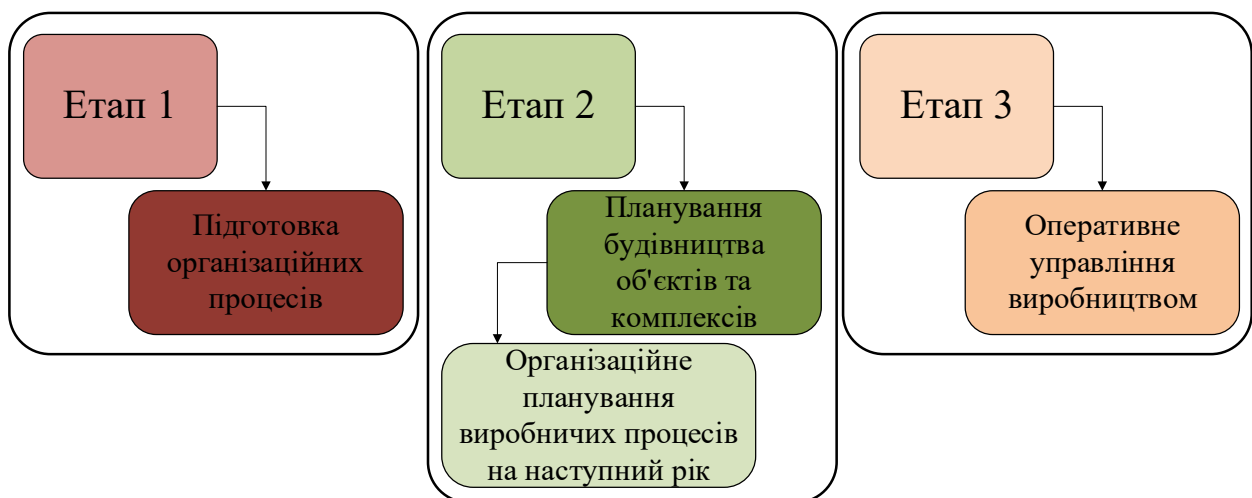 Етап 1
Підготовка
організаційних
процесів
Етап 2
Планування
будівництва
об'єктів та
комплексів
Організаційне
планування
виробничих процесів
на наступний рік
Етап 3
Оперативне
управління
виробництвом